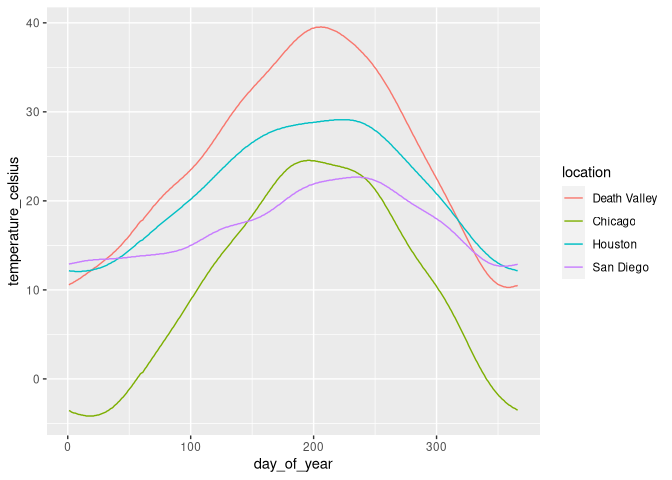 temperature_celsius
40
30
20
10
0
0
100
200
300
day_of_year
location
Death Valley
Chicago
Houston
San Diego